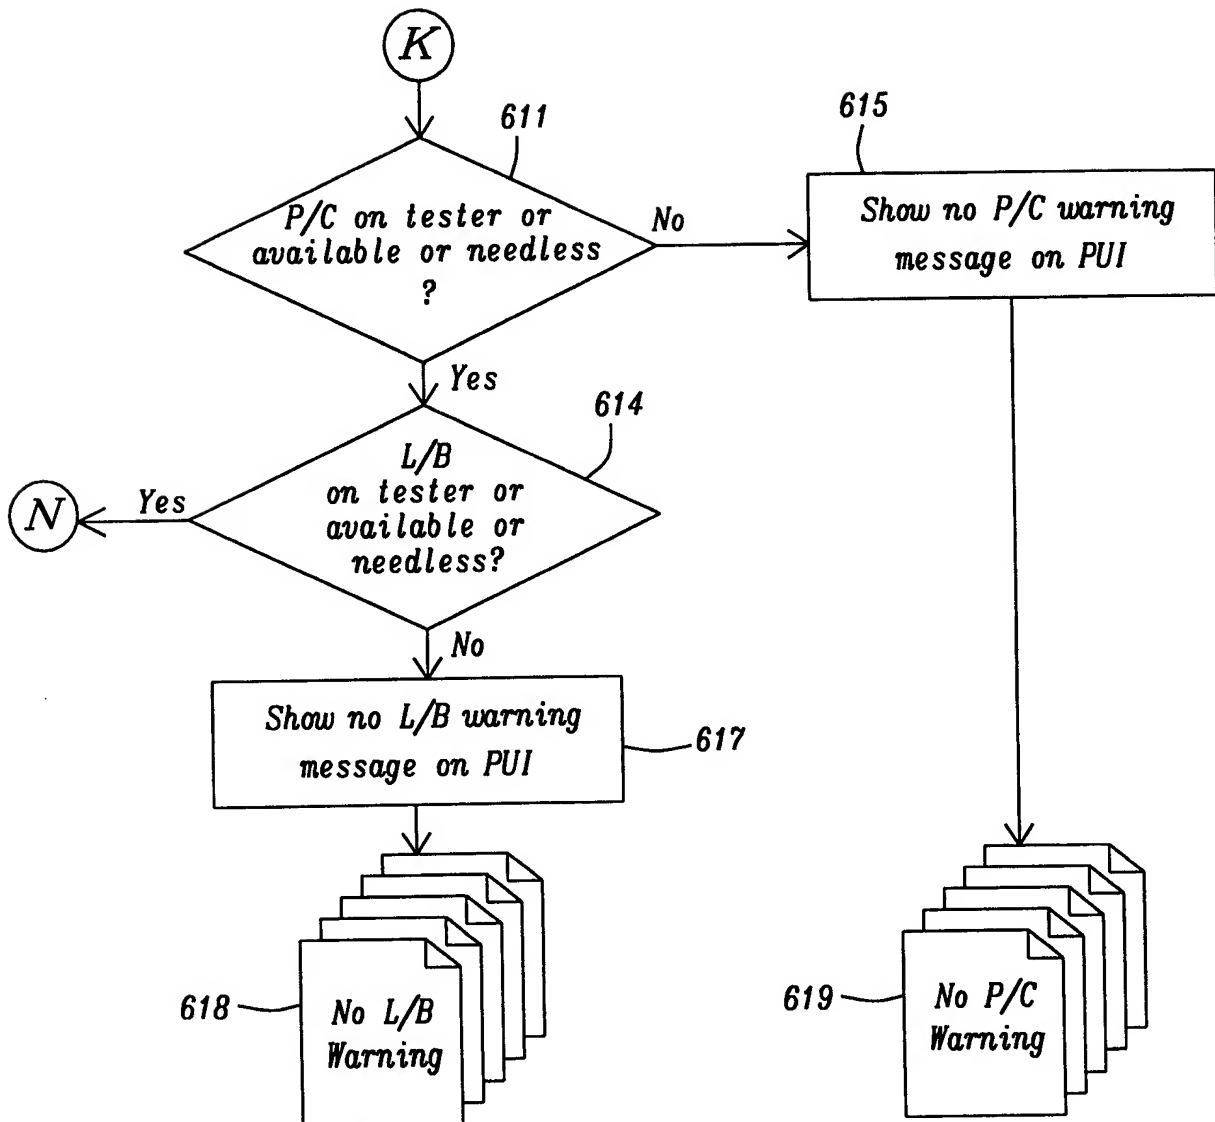 K
611
615
P/C on tester or
available or needless
?
No
Show no P/C warning
message on PUI
Yes
614
L/B
on tester or
available or
needless?
N
Yes
No
Show no L/B warning
message on PUI
617
618
No L/B
Warning
619
No P/C
Warning